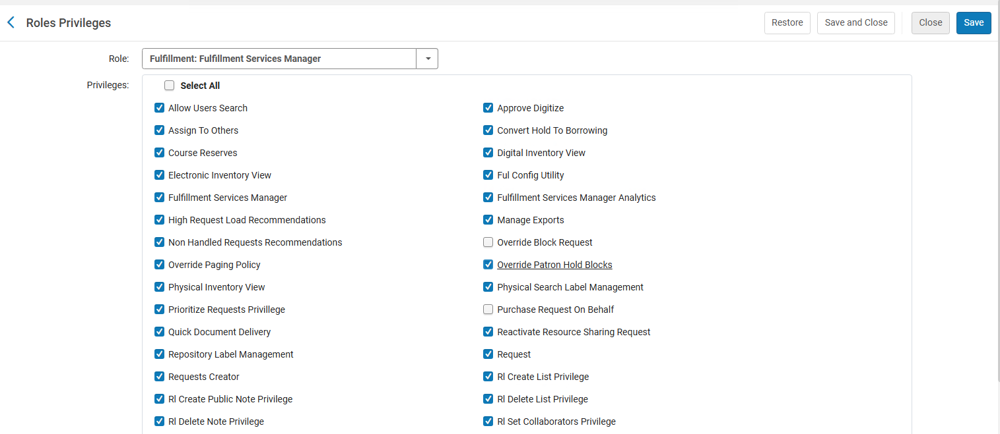 Roles Privileges
Restore
Save and Close
Close
Save
Role:
Fulfillment: Fulfillment Services Manager
Privileges:
Select All
Allow Users Search
Approve Digitize
Assign To Others
Convert Hold To Borrowing
Course Reserves
Digital Inventory View
Electronic Inventory View
Ful Config Utility
Fulfillment Services Manager
Fulfillment Services Manager Analytics
High Request Load Recommendations
Manage Exports
Non Handled Requests Recommendations
Override Block Request
Override Paging Policy
Override Patron Hold Blocks
Physical Inventory View
Physical Search Label Management
Prioritize Requests Privillege
Purchase Request On Behalf
Quick Document Delivery
Reactivate Resource Sharing Request
Repository Label Management
Request
Requests Creator
Rl Create List Privilege
Rl Create Public Note Privilege
Rl Delete List Privilege
Rl Delete Note Privilege
Rl Set Collaborators Privilege